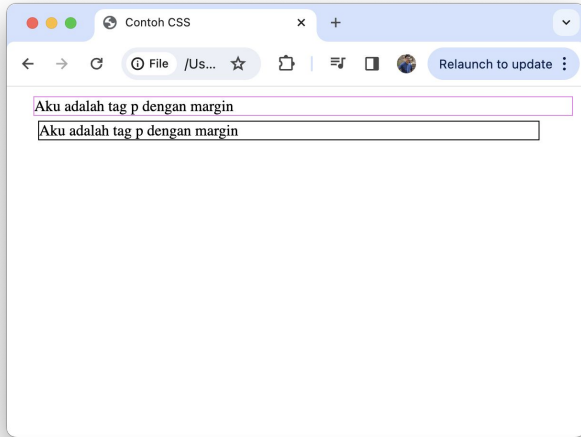 Contoh CSS
File /Us... Relaunch to update
Aku adalah tag p dengan margin
Aku adalah tag p dengan margin